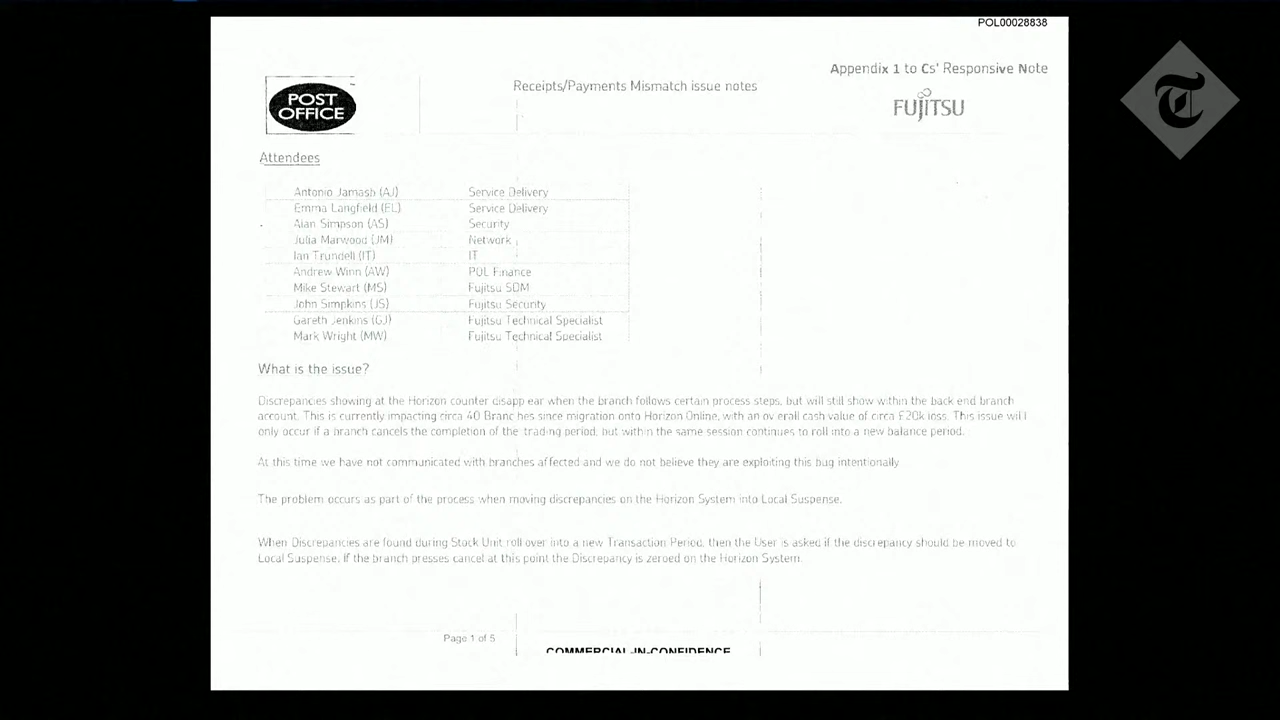 POL00028838
Appendix 1 to Cs' Responsive Note
POST OFFICE
Receipts/Payments Mismatch issue notes
FUJITSU
T
Attendees
Antonio Jamasb (AJ) Service Delivery
Emma Langfield (EL) Service Delivery
Alan Simpson (AS) Security
Julia Marwood (JM) Network
Ian Trundell (IT) IT
Andrew Winn (AW) POL Finance
Mike Stewart (MS) Fujitsu SDM
John Simpkins (JS) Fujitsu Security
Gareth Jenkins (GJ) Fujitsu Technical Specialist
Mark Wright (MW) Fujitsu Technical Specialist
What is the issue?
Discrepancies showing at the Horizon counter disapp ear when the branch follows certain process steps, but will still show within the back end branch
account. This is currently impacting circa 40 Branc hes since migration onto Horizon Online, with an overall cash value of circa £20k loss. This issue will
only occur if a branch cancels the completion of the trading period, but within the same session continues to roll into a new balance period.
At this time we have not communicated with branches affected and we do not believe they are exploiting this bug intentionally
The problem occurs as part of the process when moving discrepancies on the Horizon System into Local Suspense.
When Discrepancies are found during Stock Unit roll over into a new Transaction Period, then the User is asked if the discrepancy should be moved to
Local Suspense. If the branch presses cancel at this point the Discrepancy is zeroed on the Horizon System.
Page 1 of 5
COMMERCIAL-IN-CONFIDENCE